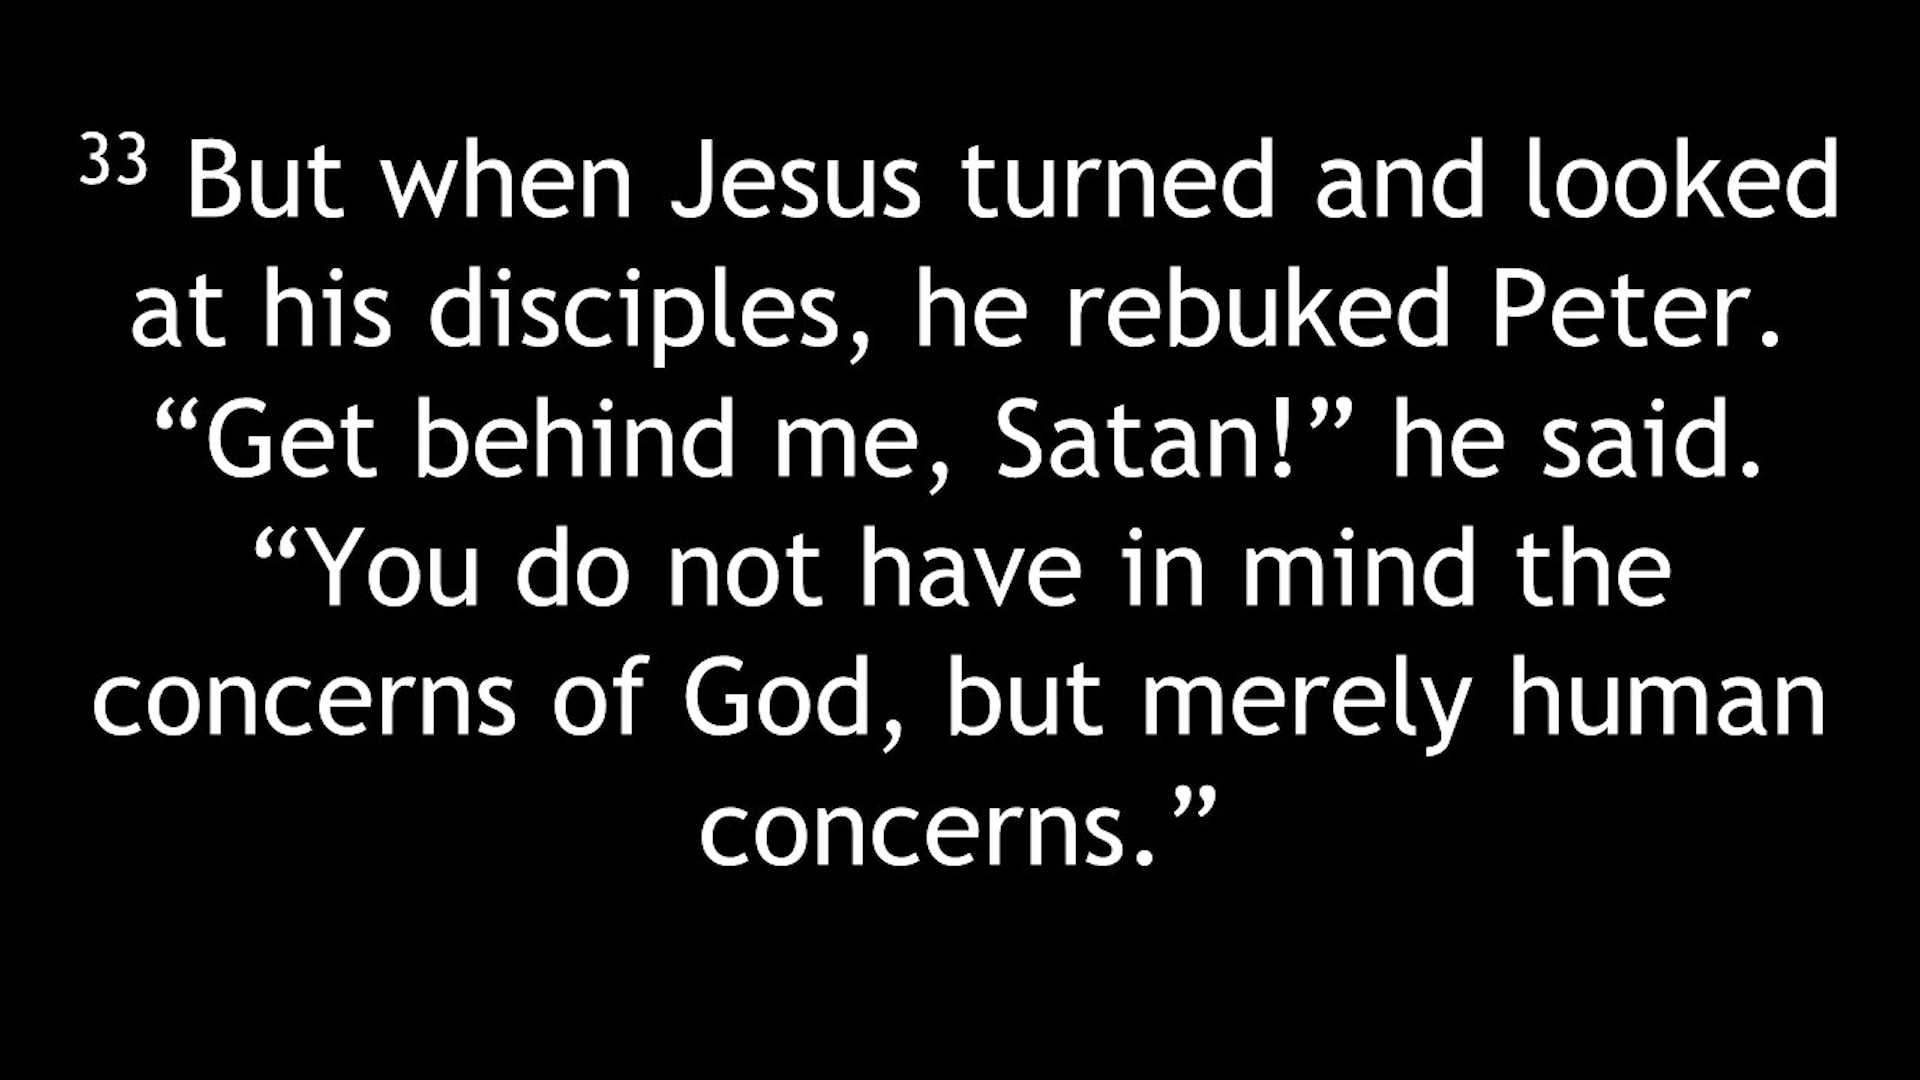 33 But when Jesus turned and looked
at his disciples, he rebuked Peter.
“Get behind me, Satan!” he said.
“You do not have in mind the
concerns of God, but merely human
concerns.”